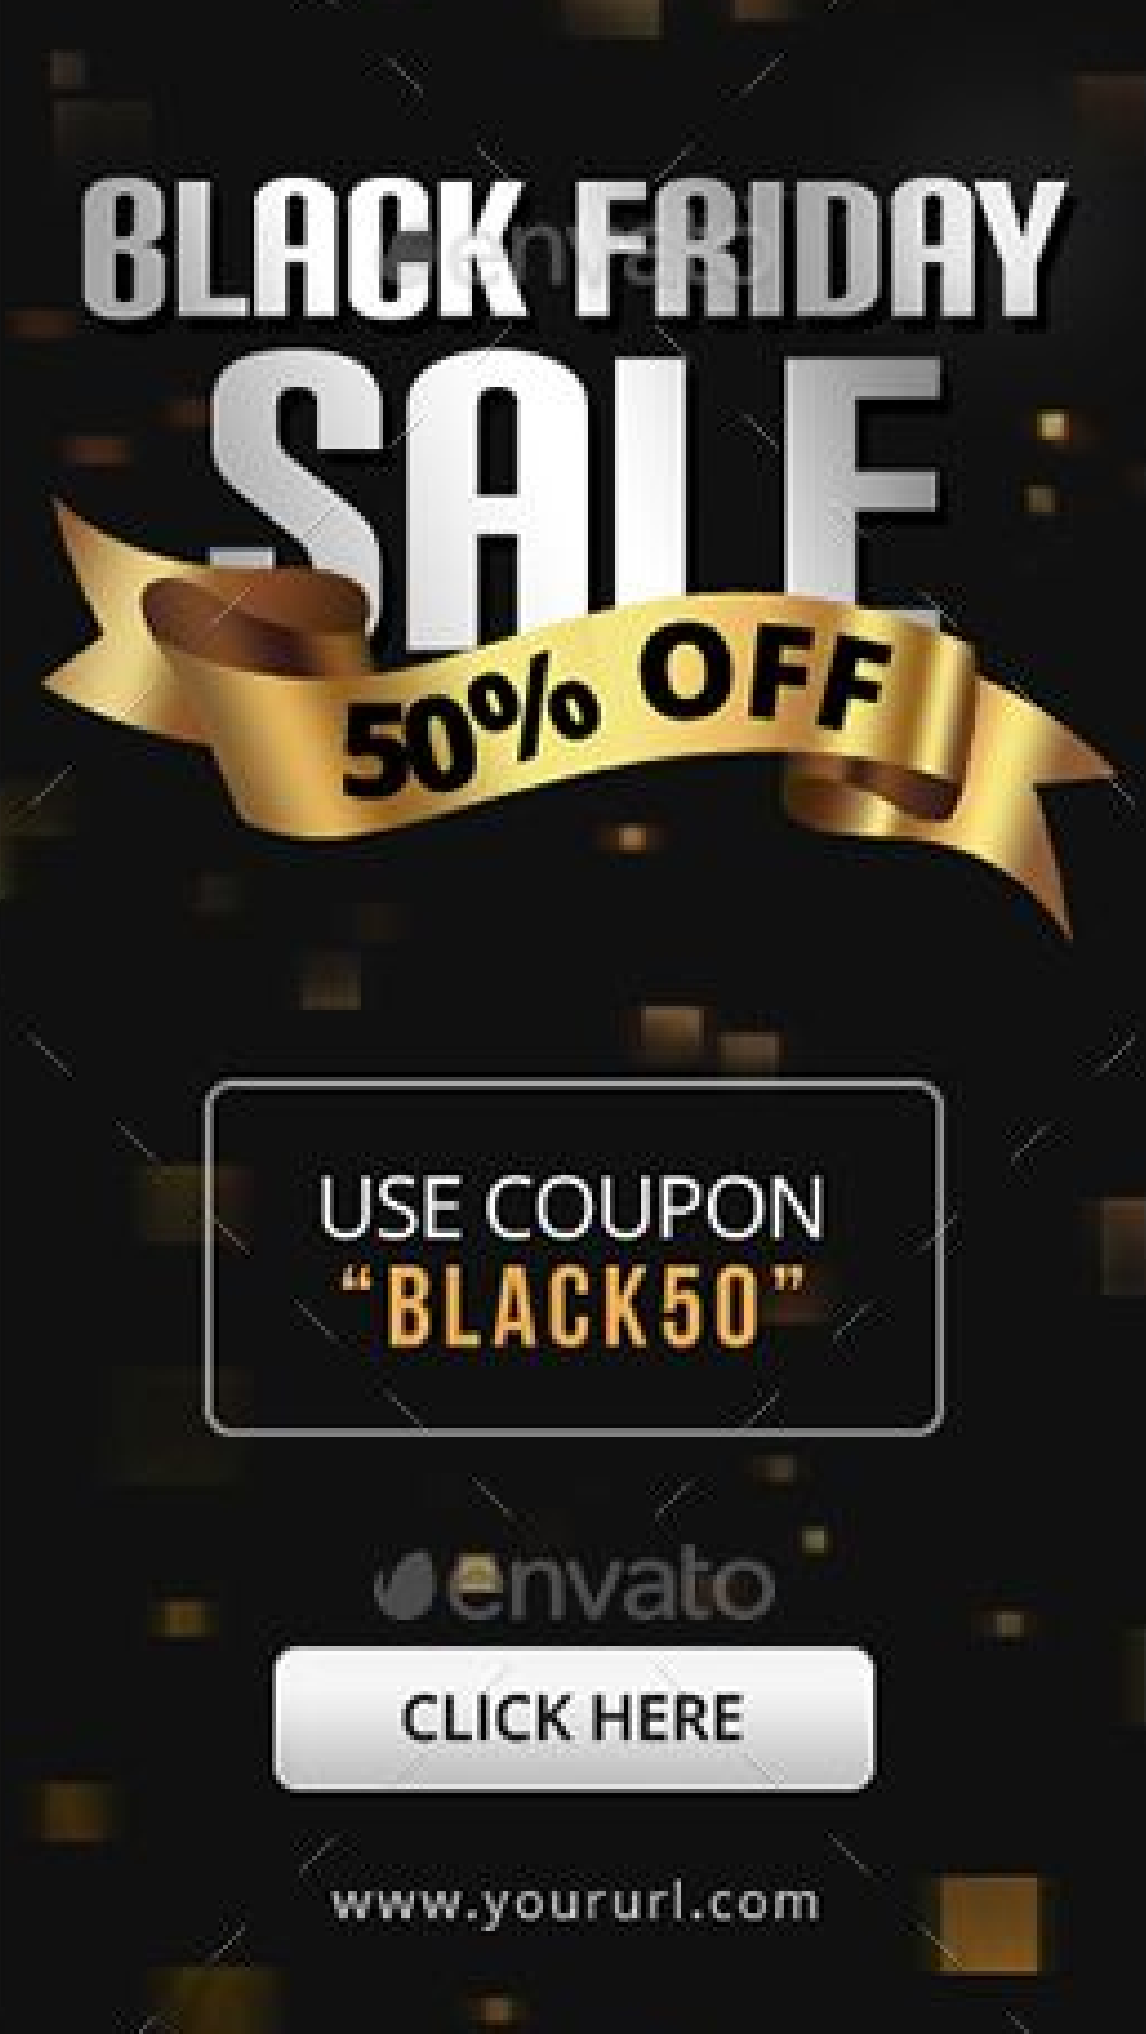 BLACK FRIDAY
SALE
50% OFF
USE COUPON
“BLACK50”
envato
CLICK HERE
www.yoururl.com